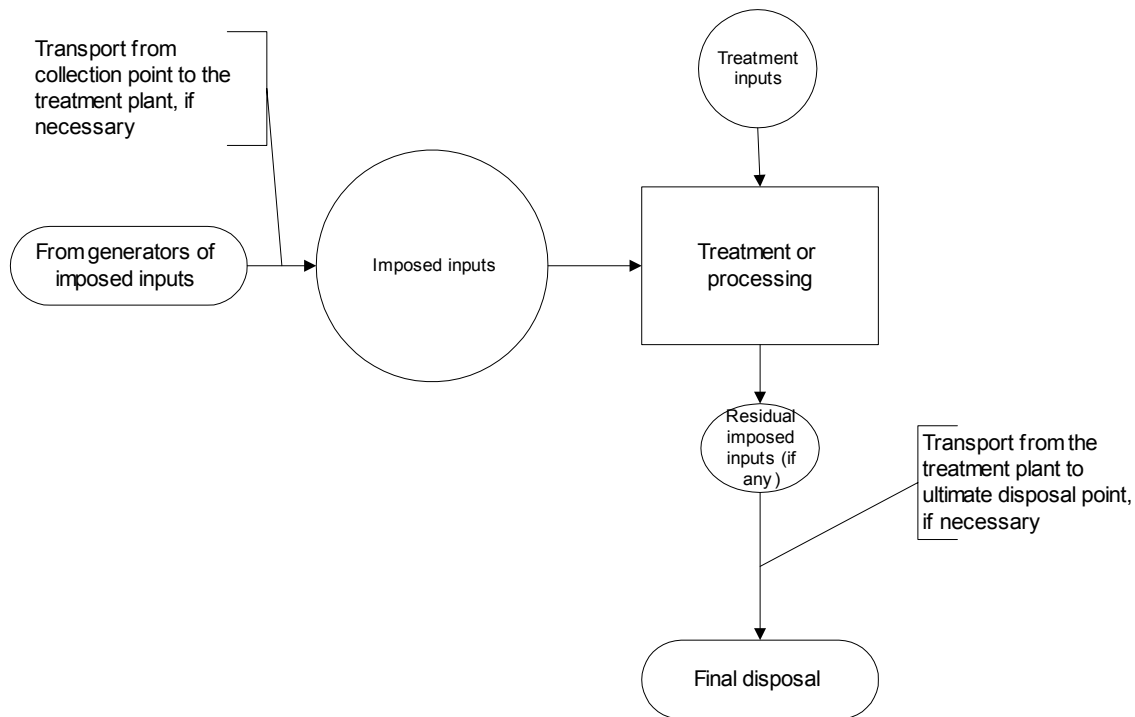 Transport from
collection point to the
treatment plant, if
necessary
Treatment
inputs
From generators of
imposed inputs
Imposed inputs
Treatment or
processing
Residual
imposed
inputs (if
any)
Transport from the
treatment plant to
ultimate disposal point,
if necessary
Final disposal